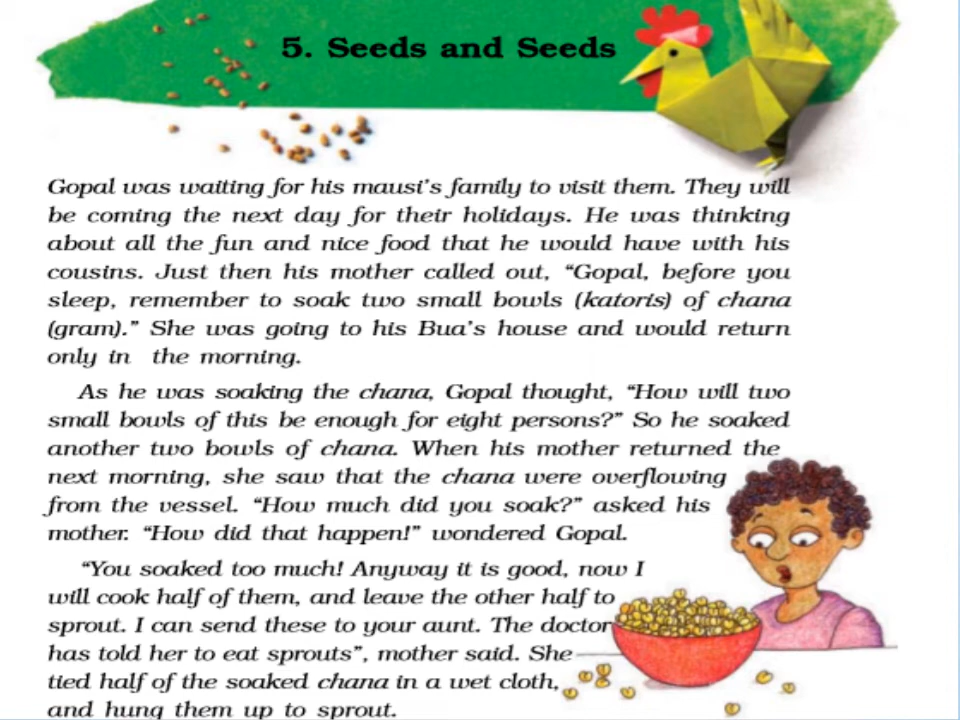 5. Seeds and Seeds
Gopal was waiting for his mausi's family to visit them. They will
be coming the next day for their holidays. He was thinking
about all the fun and nice food that he would have with his
cousins. Just then his mother called out, “Gopal, before you
sleep, remember to soak two small bowls (katoris) of chana
(gram).” She was going to his Bua's house and would return
only in the morning.
As he was soaking the chana, Gopal thought, “How will two
small bowls of this be enough for eight persons?” So he soaked
another two bowls of chana. When his mother returned the
next morning, she saw that the chana were overflowing
from the vessel. “How much did you soak?” asked his
mother. “How did that happen!” wondered Gopal.
“You soaked too much! Anyway it is good, now I
will cook half of them, and leave the other half to
sprout. I can send these to your aunt. The doctor
has told her to eat sprouts”, mother said. She
tied half of the soaked chana in a wet cloth,
and hung them up to sprout.